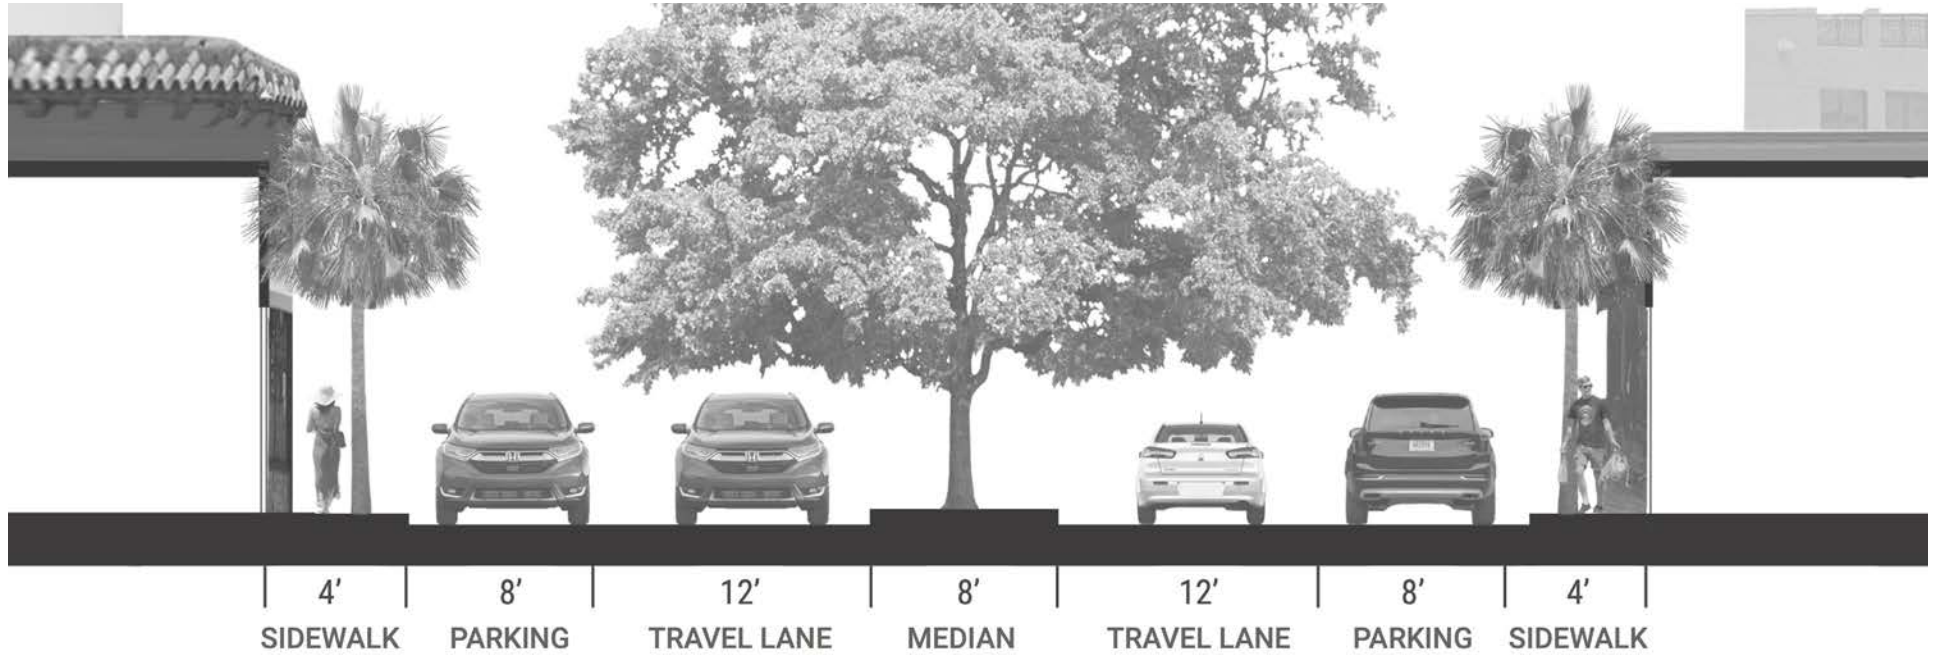 4’ 8’ 12’ 8’ 12’ 8’ 4’
SIDEWALK PARKING TRAVEL LANE MEDIAN TRAVEL LANE PARKING SIDEWALK